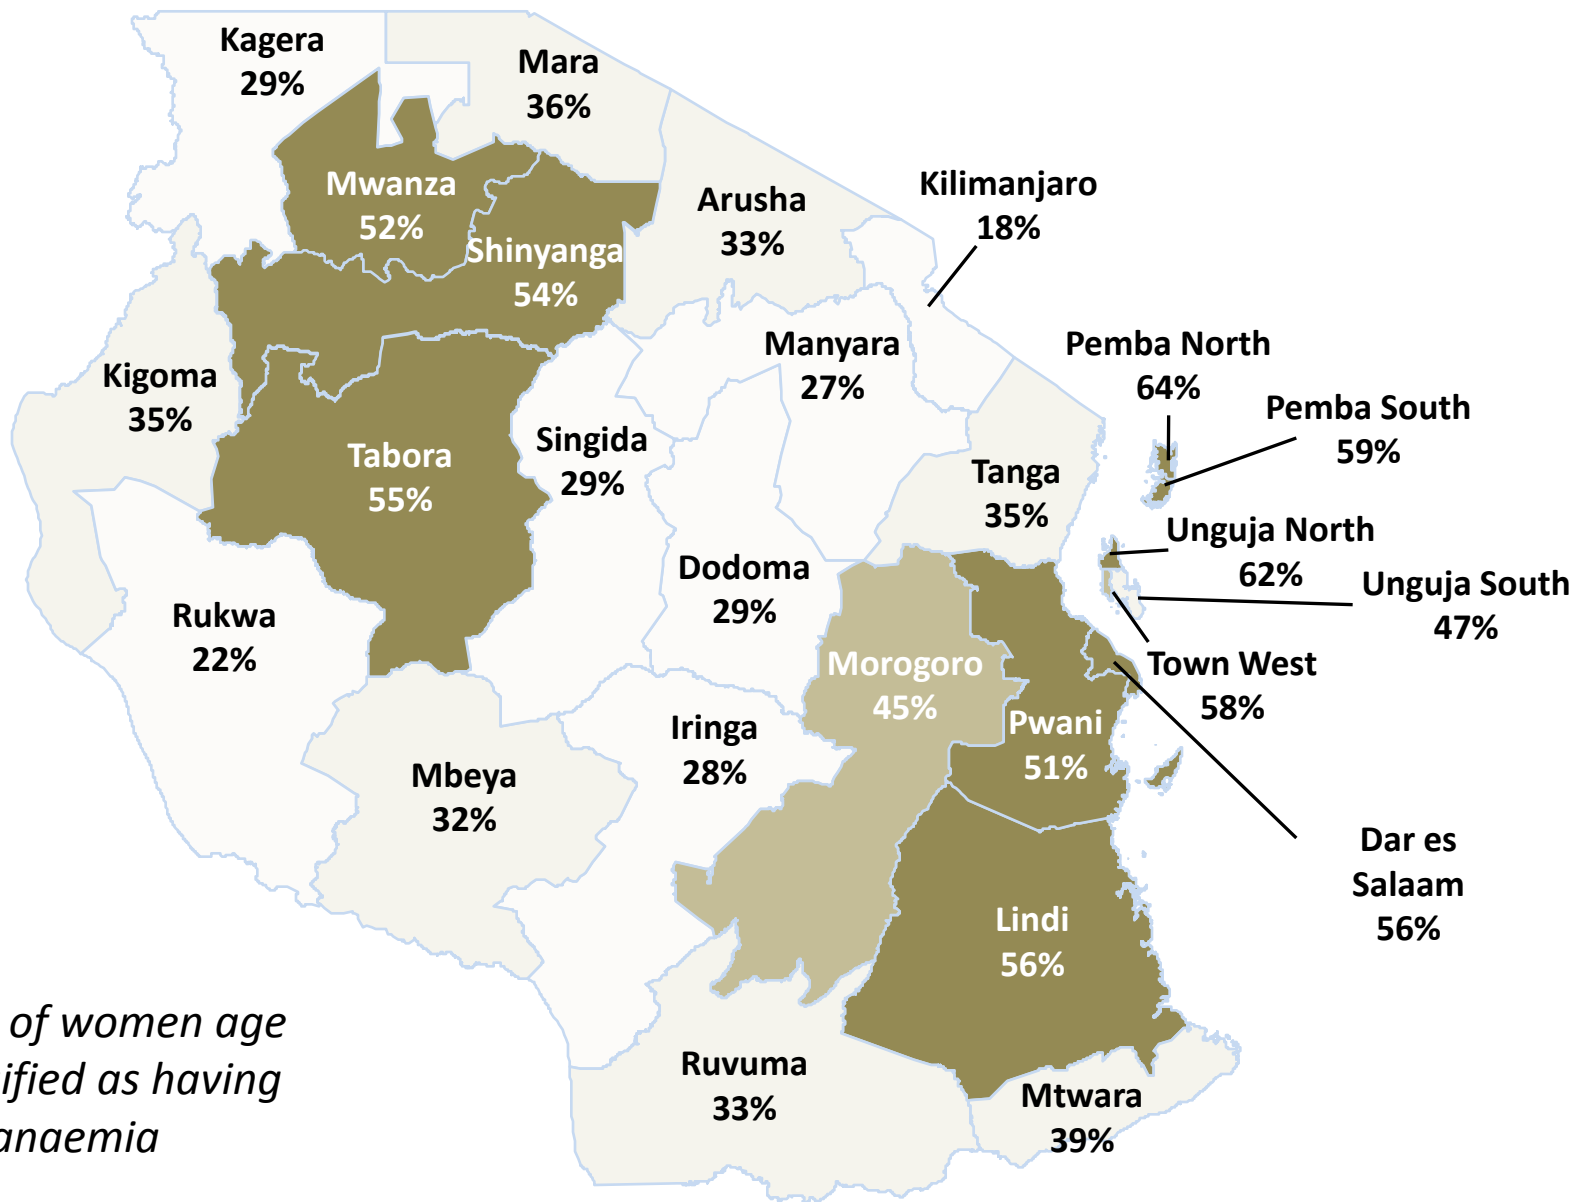 Kagera
29%
Mara
36%
Mwanza
52%
Shinyanga
54%
Arusha
33%
Kilimanjaro
18%
Kigoma
35%
Tabora
55%
Singida
29%
Manyara
27%
Pemba North
64%
Pemba South
59%
Tanga
35%
Unguja North
62%
Unguja South
47%
Town West
58%
Dodoma
29%
Rukwa
22%
Morogoro
45%
Pwani
51%
Iringa
28%
Mbeya
32%
Dar es
Salaam
56%
Lindi
56%
Ruvuma
33%
Mtwara
39%
of women age
ified as having
anaemia